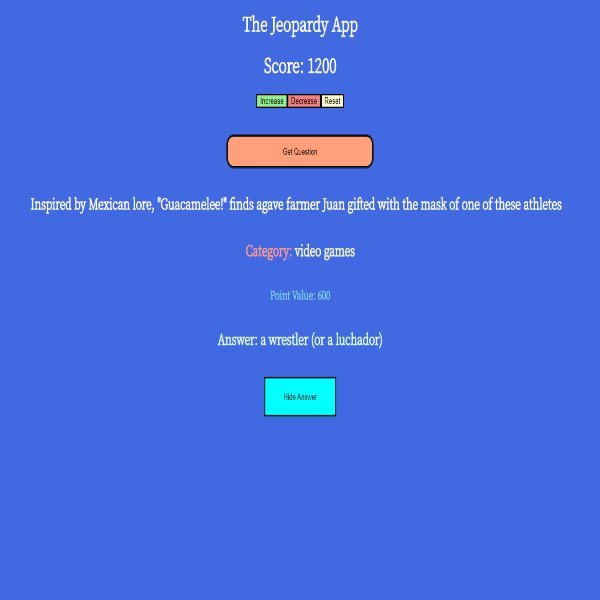 The Jeopardy App
Score: 1200
Increase Decrease Reset
Get Question
Inspired by Mexican lore, "Guacamelee!" finds agave farmer Juan gifted with the mask of one of these athletes
Category: video games
Point Value: 600
Answer: a wrestler (or a luchador)
Hide Answer